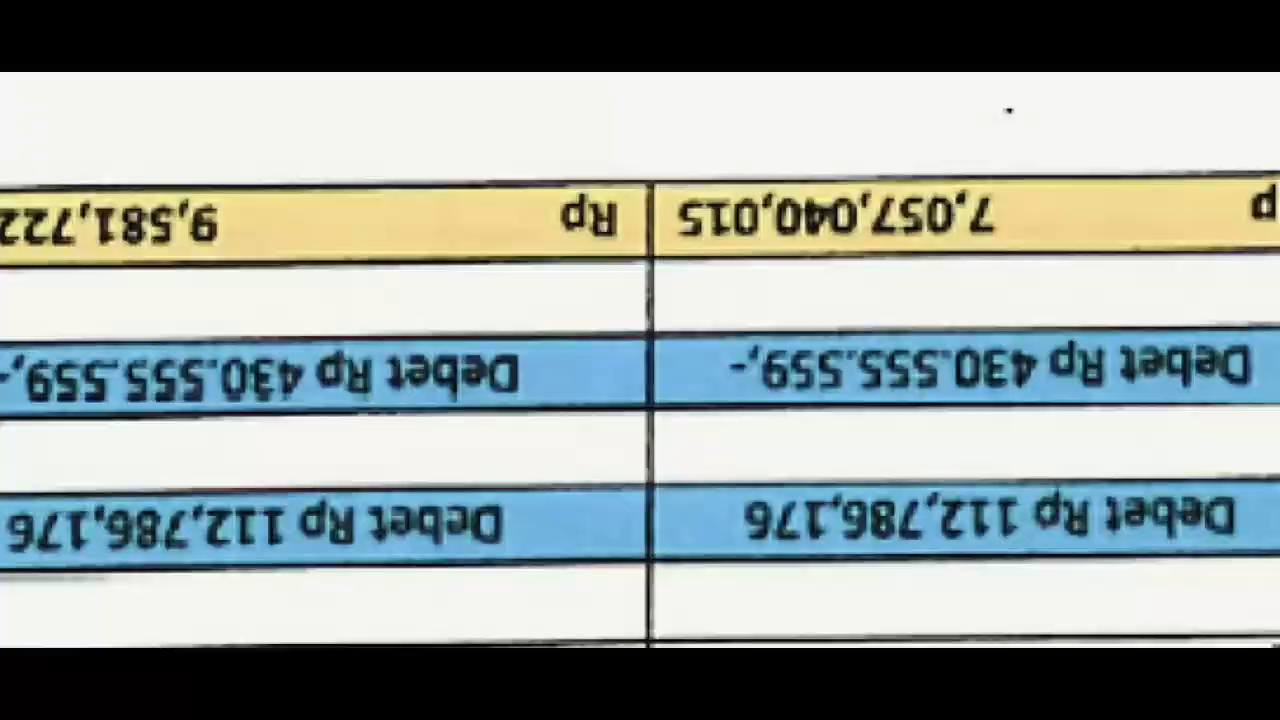 Debet Rp 112,786,176 Debet Rp 112,786,176
Debet Rp 430.555.559,- Debet Rp 430.555.559,-
p 7,057,040,015 Rp 9,581,722